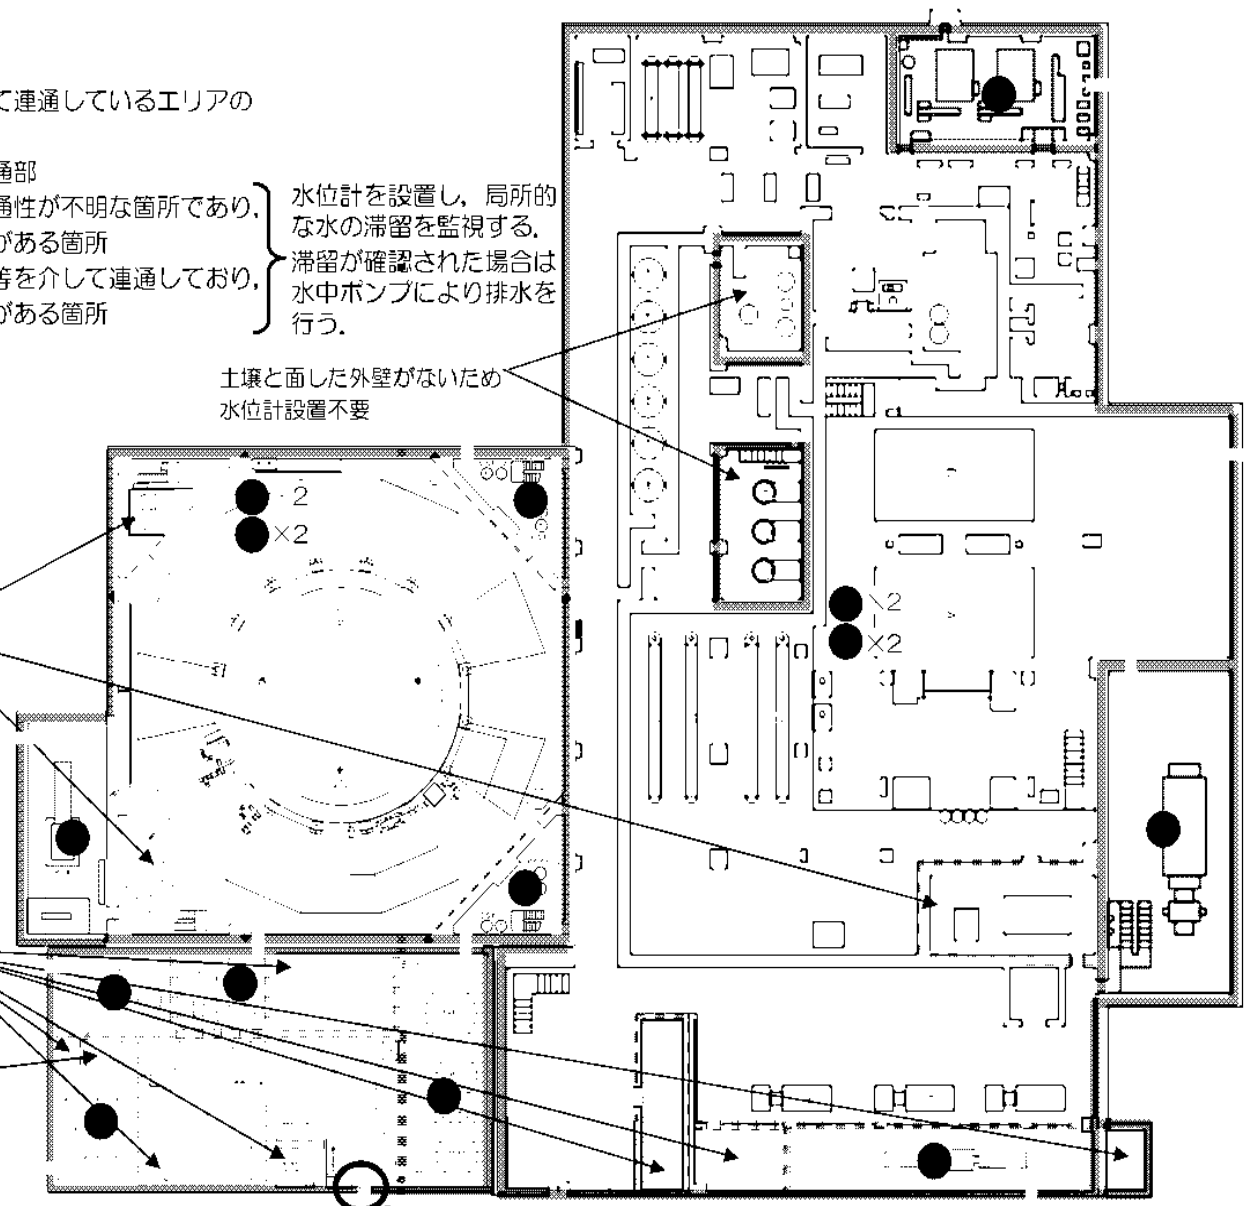 て連通しているエリアの
通部
通性が不明な箇所であり,
がある箇所
等を介して連通しており,
がある箇所
水位計を設置し, 局所的
な水の滞留を監視する.
滞留が確認された場合は
水中ポンプにより排水を
行う.
土壌と面した外壁がないため
水位計設置不要
2
×2
2
×2